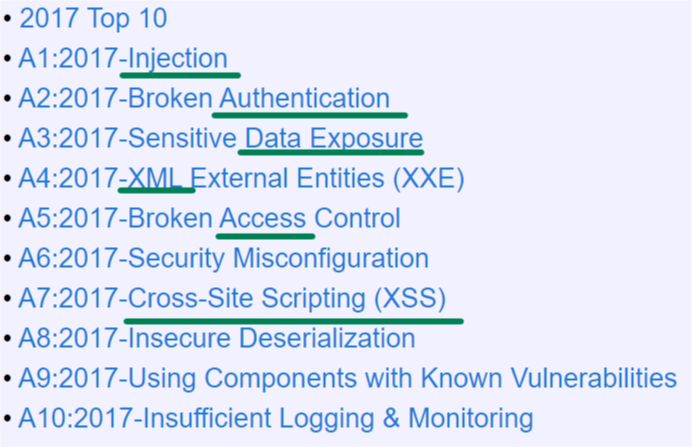 • 2017 Top 10
• A1:2017-Injection
• A2:2017-Broken Authentication
• A3:2017-Sensitive Data Exposure
• A4:2017-XML External Entities (XXE)
• A5:2017-Broken Access Control
• A6:2017-Security Misconfiguration
• A7:2017-Cross-Site Scripting (XSS)
• A8:2017-Insecure Deserialization
• A9:2017-Using Components with Known Vulnerabilities
• A10:2017-Insufficient Logging & Monitoring